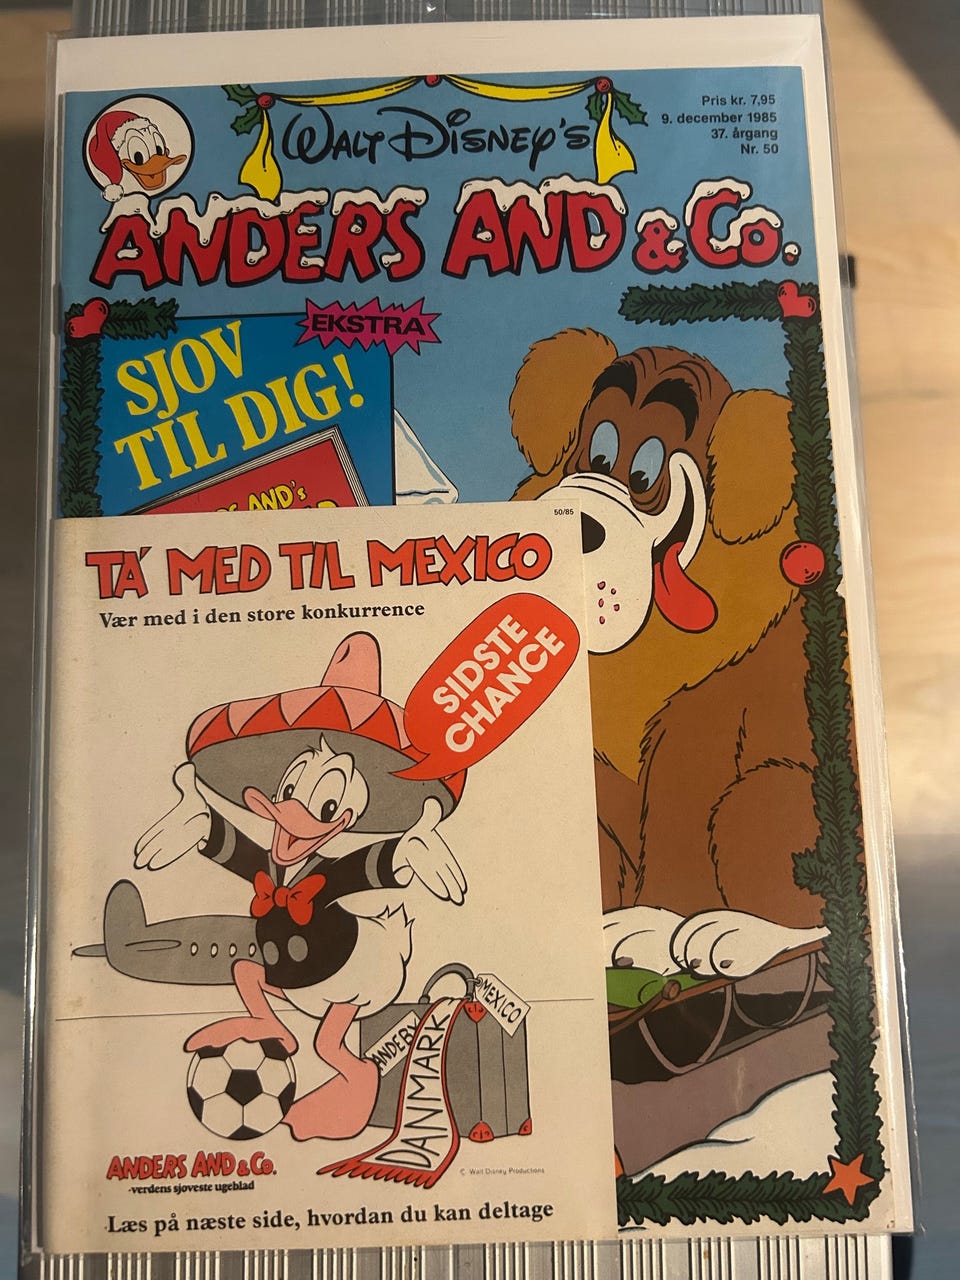 WALT DISNEY'S
Pris kr. 7,95
9. december 1985
37. årgang
Nr. 50
ANDERS AND & Co.
EKSTRA
SJOV
TIL DIG!
AND's
50/85
TA' MED TIL MEXICO
Vær med i den store konkurrence
SIDSTE
CHANCE
MEXICO
ANDEBY
DANMARK
ANDERS AND & Co.
-verdens sjoveste ugeblad
© Walt Disney Productions
Læs på næste side, hvordan du kan deltage